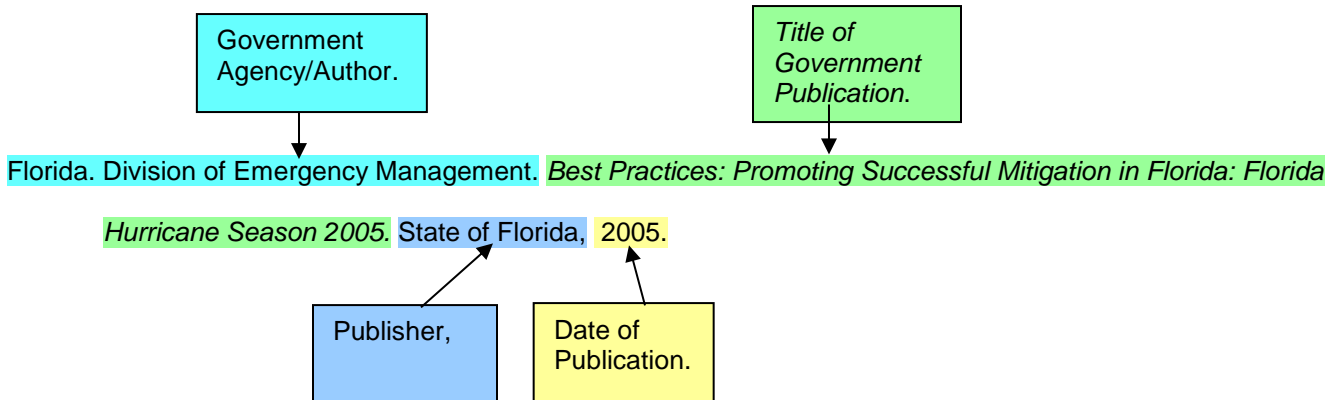 Government
Agency/Author.
Title of
Government
Publication.
Florida. Division of Emergency Management. Best Practices: Promoting Successful Mitigation in Florida: Florida
Hurricane Season 2005. State of Florida, 2005.
Publisher,
Date of
Publication.